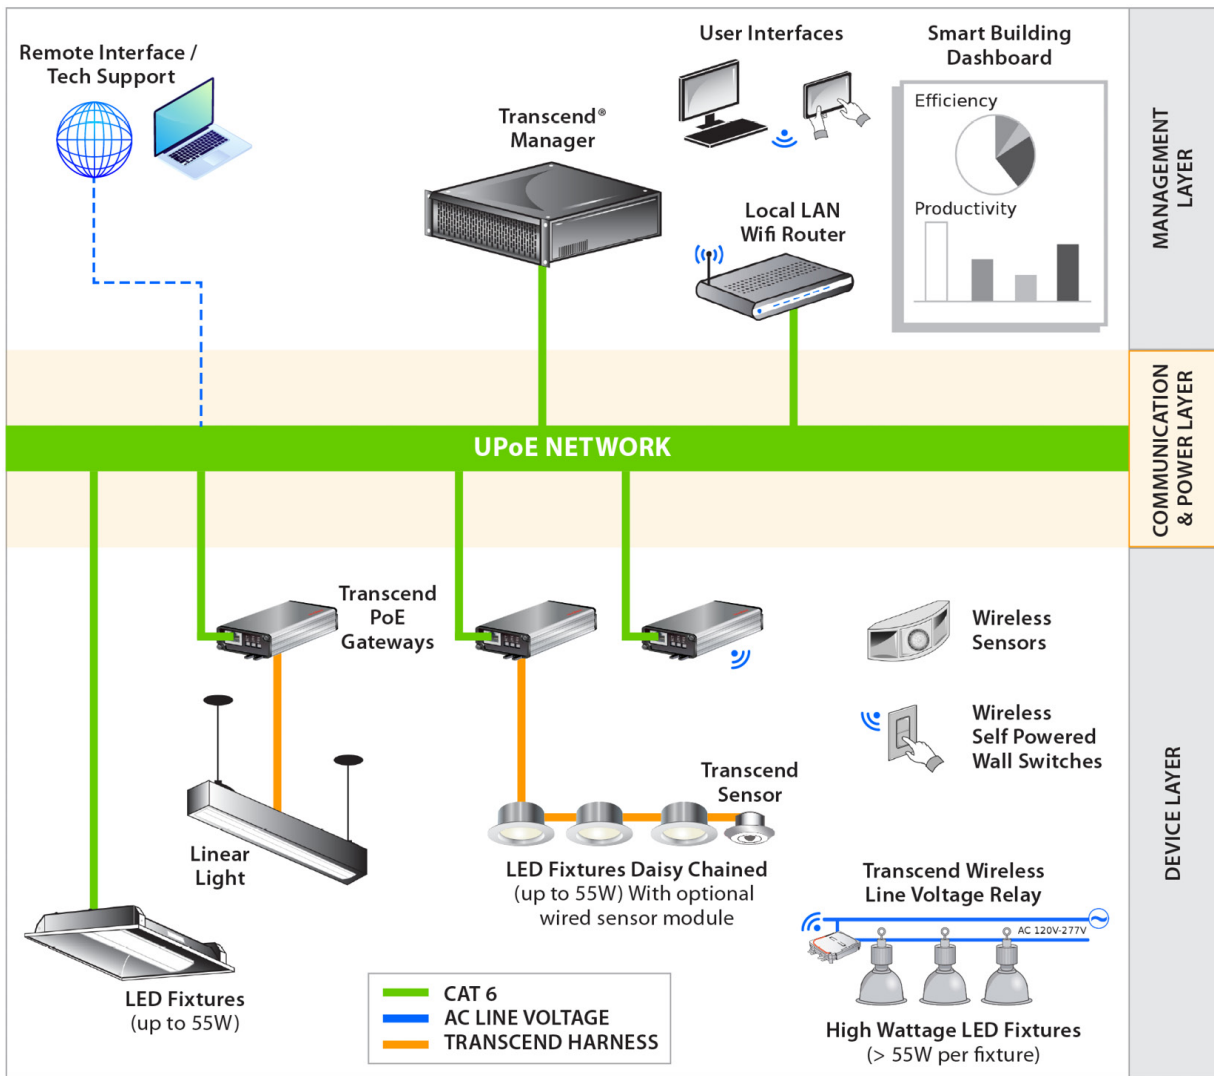 Remote Interface /
Tech Support
Transcend®
Manager
User Interfaces
Local LAN
Wifi Router
Smart Building
Dashboard
Efficiency
Productivity
MANAGEMENT
LAYER
UPoE NETWORK
COMMUNICATION
& POWER LAYER
Transcend
PoE
Gateways
Wireless
Sensors
Wireless
Self Powered
Wall Switches
Linear
Light
Transcend
Sensor
LED Fixtures Daisy Chained
(up to 55W) With optional
wired sensor module
Transcend Wireless
Line Voltage Relay
AC 120V-277V
High Wattage LED Fixtures
(> 55W per fixture)
LED Fixtures
(up to 55W)
CAT 6
AC LINE VOLTAGE
TRANSCEND HARNESS
DEVICE LAYER